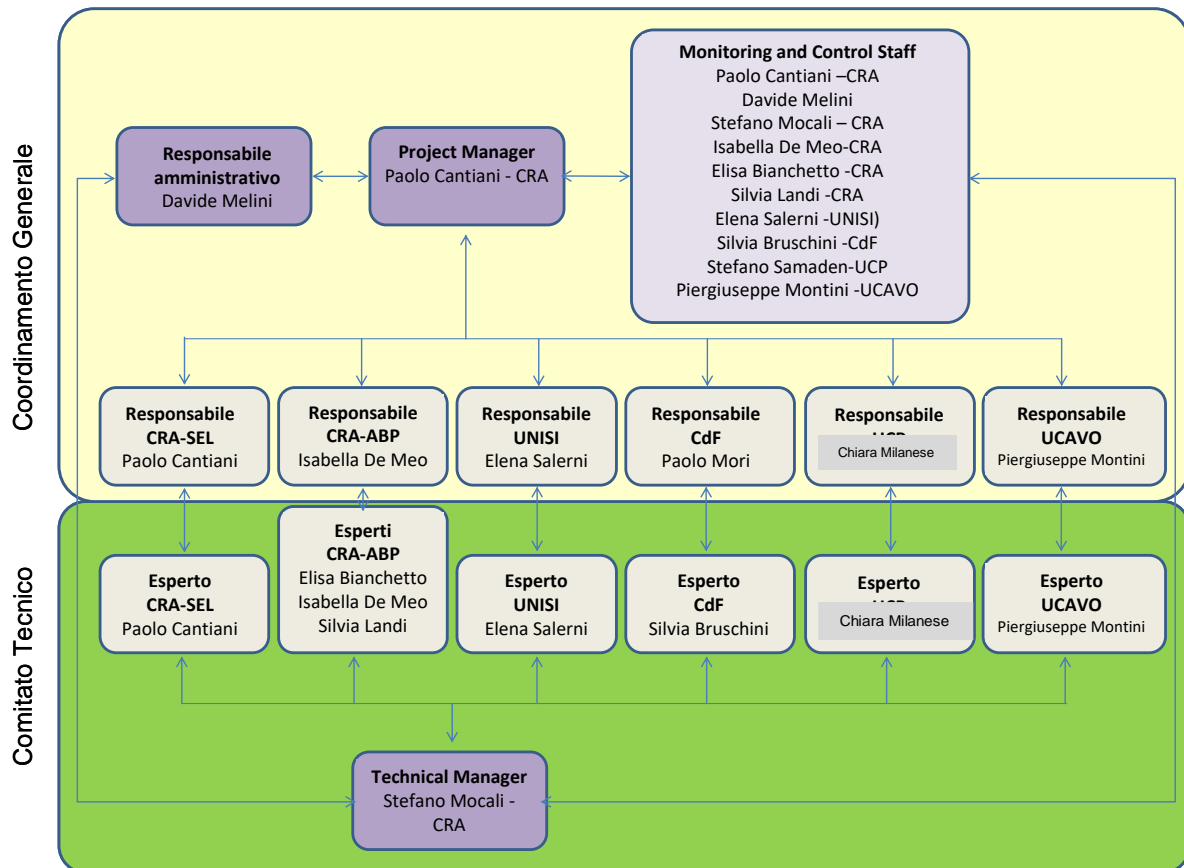 Coordinamento Generale
Monitoring and Control Staff
Paolo Cantiani –CRA
Davide Melini
Stefano Mocali – CRA
Isabella De Meo-CRA
Elisa Bianchetto -CRA
Silvia Landi -CRA
Elena Salerni -UNISI)
Silvia Bruschini -CdF
Stefano Samaden-UCP
Piergiuseppe Montini -UCAVO
Responsabile
amministrativo
Davide Melini
Project Manager
Paolo Cantiani - CRA
Responsabile
CRA-SEL
Paolo Cantiani
Responsabile
CRA-ABP
Isabella De Meo
Responsabile
UNISI
Elena Salerni
Responsabile
CdF
Paolo Mori
Responsabile
Chiara Milanese
Responsabile
UCAVO
Piergiuseppe Montini
Comitato Tecnico
Esperto
CRA-SEL
Paolo Cantiani
Esperti
CRA-ABP
Elisa Bianchetto
Isabella De Meo
Silvia Landi
Esperto
UNISI
Elena Salerni
Esperto
CdF
Silvia Bruschini
Esperto
Chiara Milanese
Esperto
UCAVO
Piergiuseppe Montini
Technical Manager
Stefano Mocali -
CRA